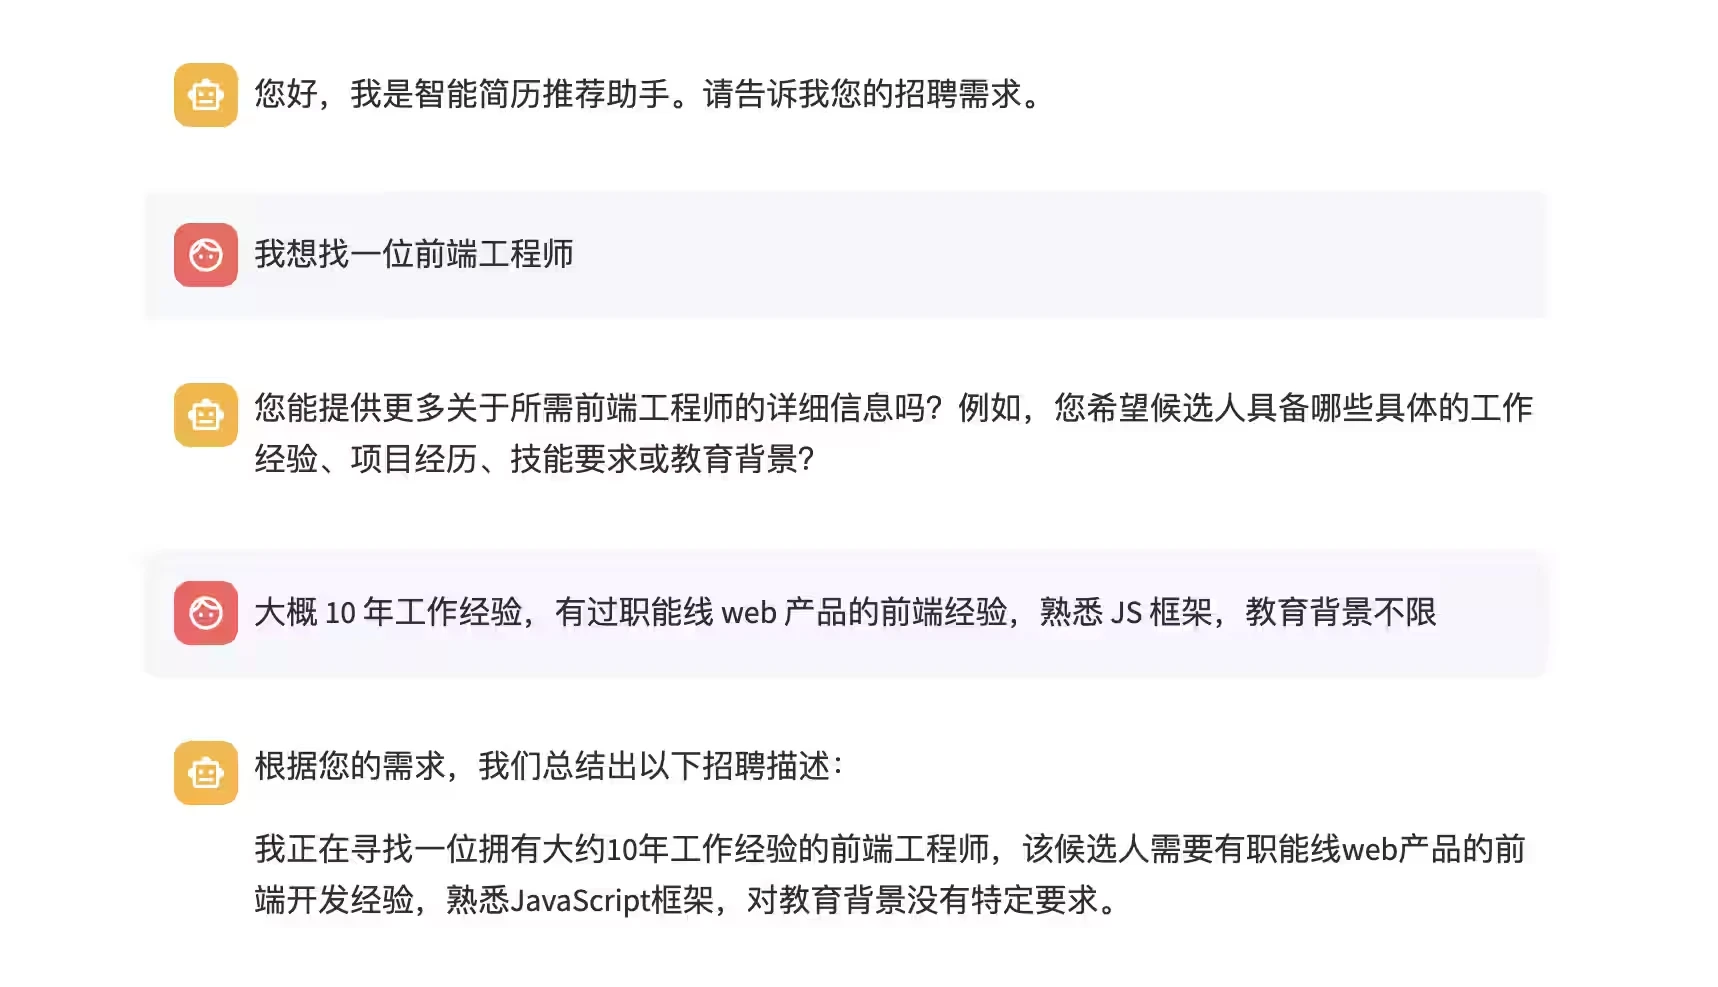 您好，我是智能简历推荐助手。请告诉我您的招聘需求。
我想找一位前端工程师
您能提供更多关于所需前端工程师的详细信息吗？例如，您希望候选人具备哪些具体的工作
经验、项目经历、技能要求或教育背景？
大概 10 年工作经验，有过职能线 web 产品的前端经验，熟悉 JS 框架，教育背景不限
根据您的需求，我们总结出以下招聘描述：
我正在寻找一位拥有大约10年工作经验的前端工程师，该候选人需要有职能线web产品的前
端开发经验，熟悉JavaScript框架，对教育背景没有特定要求。